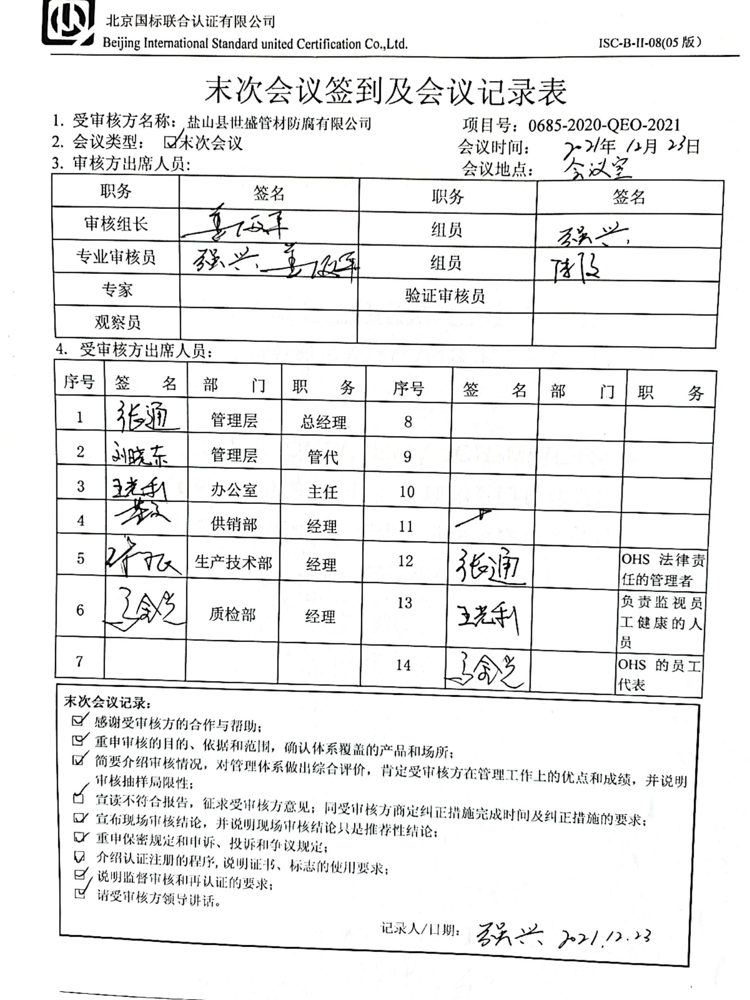 北京国标联合认证有限公司
Beijing International Standard united Certification Co.,Ltd.
ISC-B-II-08(05版)
末次会议签到及会议记录表
1. 受审核方名称：盐山县世盛管材防腐有限公司 项目号：0685-2020-QEO-2021
2. 会议类型： ☑末次会议 会议时间： 2021年 12月 23日
3. 审核方出席人员： 会议地点： 会议室
职务 签名 职务 签名
审核组长 组员 强兴
专业审核员 强兴、 组员
专家 验证审核员
观察员
4. 受审核方出席人员：
序号 签 名 部 门 职 务 序号 签 名 部 门 职 务
1 张通 管理层 总经理 8
2 刘晓东 管理层 管代 9
3 王光利 办公室 主任 10
4 供销部 经理 11
5 生产技术部 经理 12 张通 OHS 法律责
任的管理者
6 质检部 经理 13 王光利 负责监视员
工健康的人
员
7 14 OHS 的员工
代表
末次会议记录：
☑ 感谢受审核方的合作与帮助；
☑ 重申审核的目的、依据和范围，确认体系覆盖的产品和场所；
☑ 简要介绍审核情况，对管理体系做出综合评价，肯定受审核方在管理工作上的优点和成绩，并说明
审核抽样局限性；
☑ 宣读不符合报告，征求受审核方意见；同受审核方商定纠正措施完成时间及纠正措施的要求；
☑ 宣布现场审核结论，并说明现场审核结论只是推荐性结论；
☑ 重申保密规定和申诉、投诉和争议规定；
☑ 介绍认证注册的程序,说明证书、标志的使用要求；
☑ 说明监督审核和再认证的要求；
☑ 请受审核方领导讲话。
记录人/日期： 强兴 2021.12.23